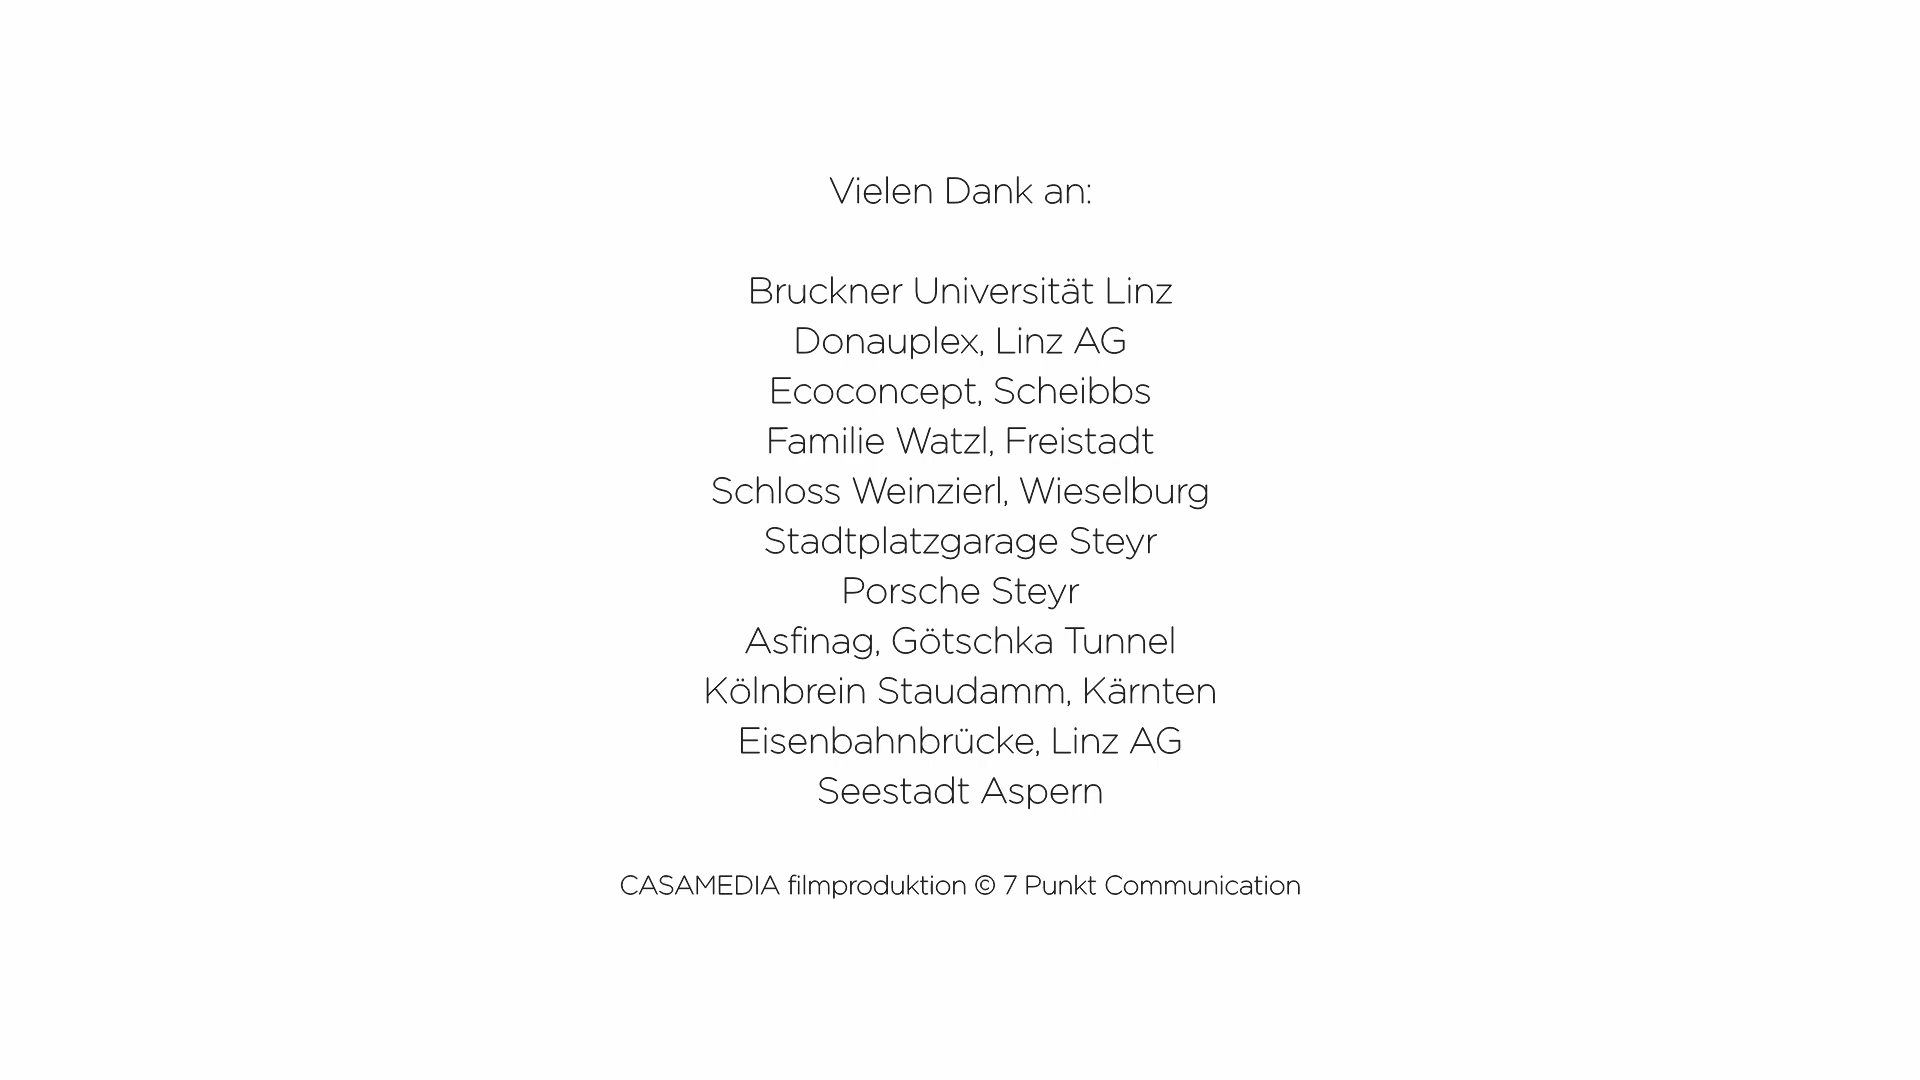 Vielen Dank an:
Bruckner Universität Linz
Donauplex, Linz AG
Ecoconcept, Scheibbs
Familie Watzl, Freistadt
Schloss Weinzierl, Wieselburg
Stadtplatzgarage Steyr
Porsche Steyr
Asfinag, Götschka Tunnel
Kölnbrein Staudamm, Kärnten
Eisenbahnbrücke, Linz AG
Seestadt Aspern
CASAMEDIA filmproduktion © 7 Punkt Communication